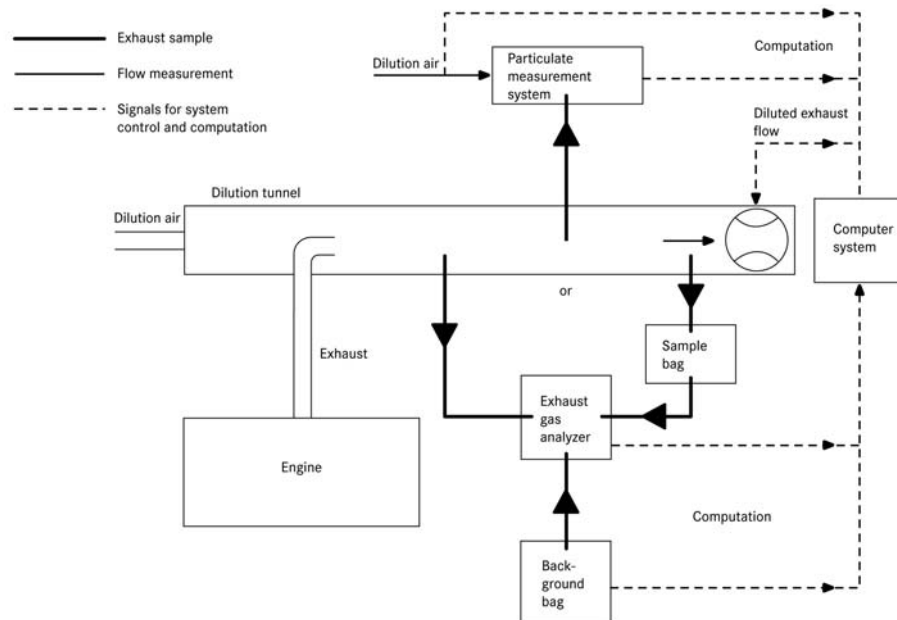 Exhaust sample
Flow measurement
Signals for system
control and computation
Dilution air
Particulate
measurement
system
Computation
Diluted exhaust
flow
Dilution tunnel
Dilution air
Computer
system
or
Exhaust
Sample
bag
Exhaust
gas
analyzer
Engine
Computation
Back-
ground
bag